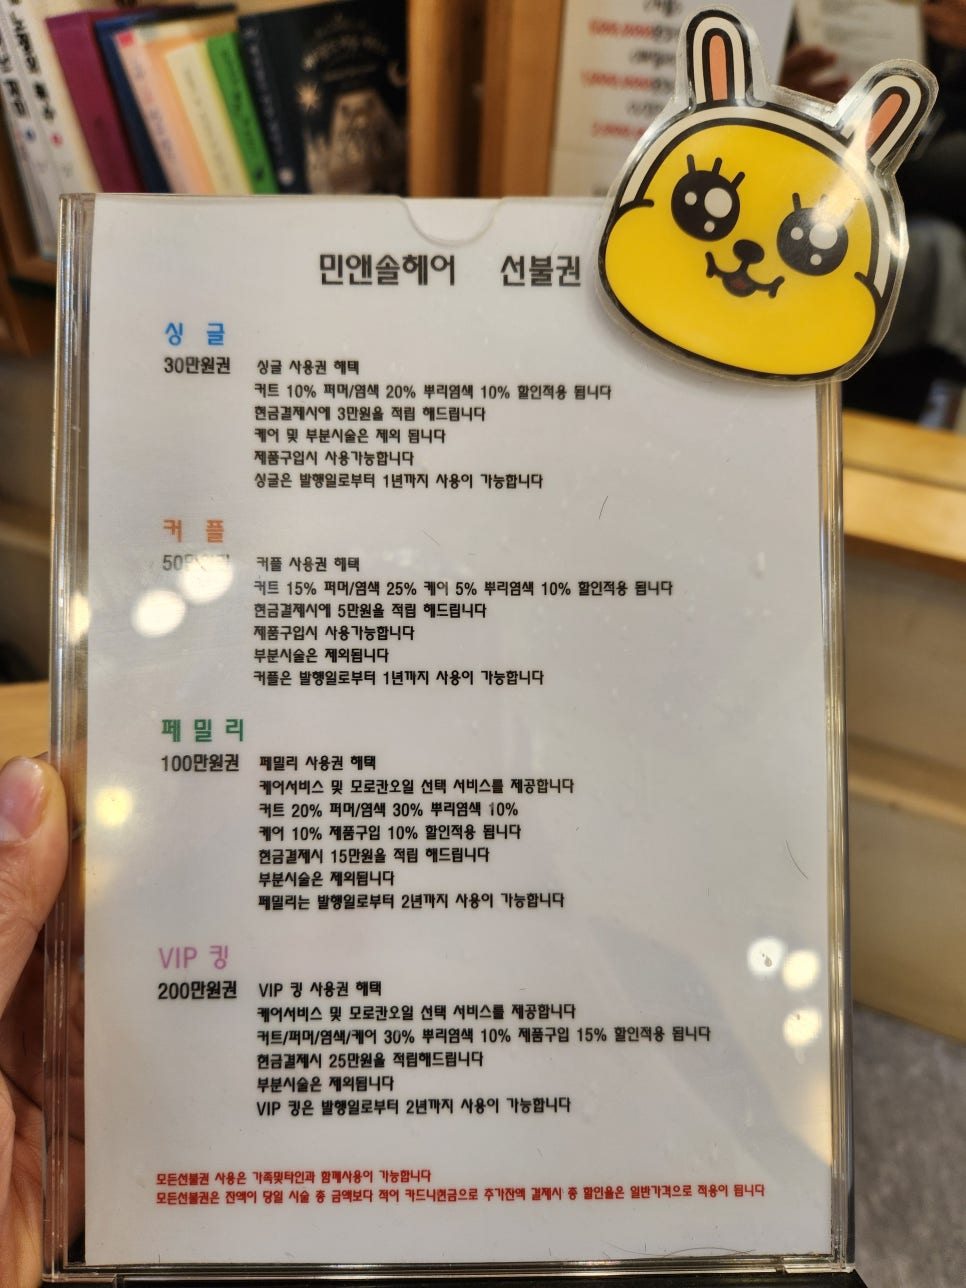 민앤솔헤어 선불권
싱 글
30만원권 싱글 사용권 혜택
커트 10% 퍼머/염색 20% 뿌리염색 10% 할인적용 됩니다
현금결제시에 3만원을 적립 해드립니다
케어 및 부분시술은 제외 됩니다
제품구입시 사용가능합니다
싱글은 발행일로부터 1년까지 사용이 가능합니다
커 플
커플 사용권 혜택
커트 15% 퍼머/염색 25% 케어 5% 뿌리염색 10% 할인적용 됩니다
현금결제시에 5만원을 적립 해드립니다
제품구입시 사용가능합니다
부분시술은 제외됩니다
커플은 발행일로부터 1년까지 사용이 가능합니다
페 밀 리
100만원권 페밀리 사용권 혜택
케어서비스 및 모로칸오일 선택 서비스를 제공합니다
커트 20% 퍼머/염색 30% 뿌리염색 10%
케어 10% 제품구입 10% 할인적용 됩니다
현금결제시 15만원을 적립 해드립니다
부분시술은 제외됩니다
페밀리는 발행일로부터 2년까지 사용이 가능합니다
VIP 킹
200만원권 VIP 킹 사용권 혜택
케어서비스 및 모로칸오일 선택 서비스를 제공합니다
커트/퍼머/염색/케어 30% 뿌리염색 10% 제품구입 15% 할인적용 됩니다
현금결제시 25만원을 적립해드립니다
부분시술은 제외됩니다
VIP 킹은 발행일로부터 2년까지 사용이 가능합니다
모든선불권 사용은 가족및타인과 함께사용이 가능합니다
모든선불권은 잔액이 당일 시술 총 금액보다 적어 카드나현금으로 추가잔액 결제시 총 할인율은 일반가격으로 적용이 됩니다